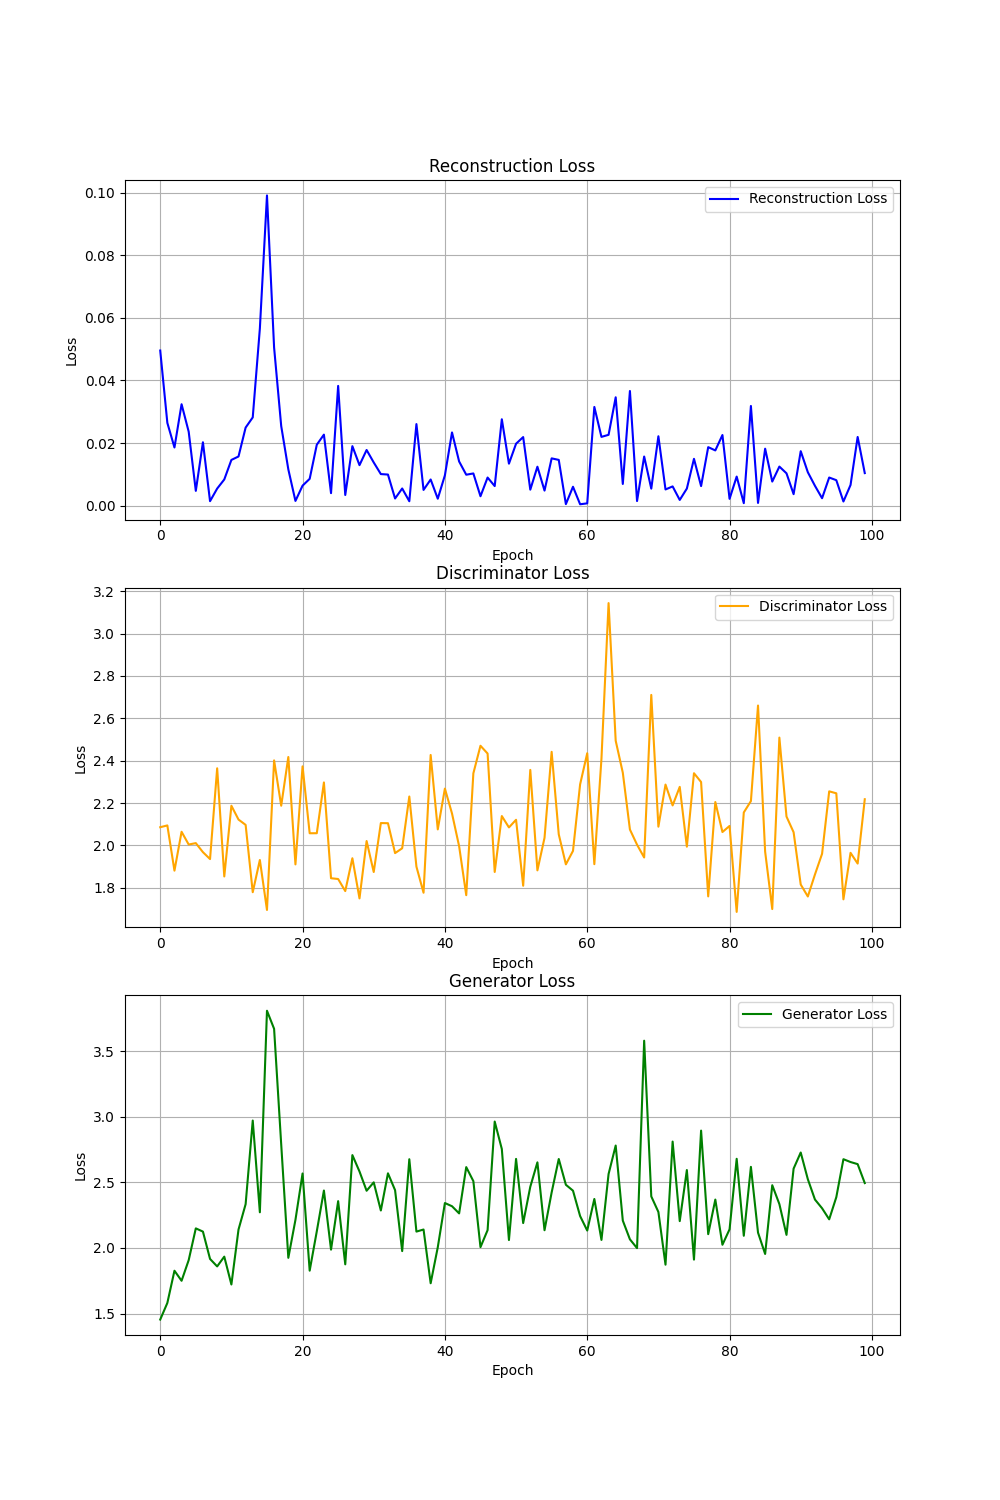 Reconstruction Loss
Reconstruction Loss
0.10
0.08
0.06
0.04
0.02
0.00
Loss
0 20 40 60 80 100
Epoch
Discriminator Loss
Discriminator Loss
3.2
3.0
2.8
2.6
2.4
2.2
2.0
1.8
Loss
0 20 40 60 80 100
Epoch
Generator Loss
Generator Loss
3.5
3.0
2.5
2.0
1.5
Loss
0 20 40 60 80 100
Epoch